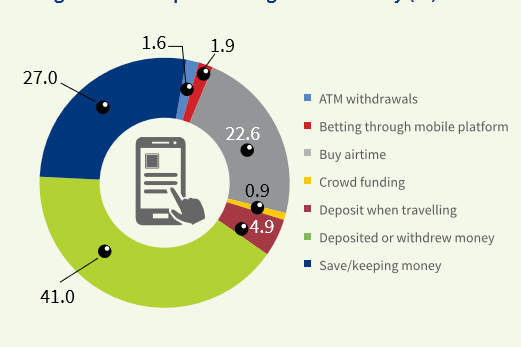 1.6
1.9
27.0
22.6
0.9
4.9
41.0
ATM withdrawals
Betting through mobile platform
Buy airtime
Crowd funding
Deposit when travelling
Deposited or withdrew money
Save/keeping money